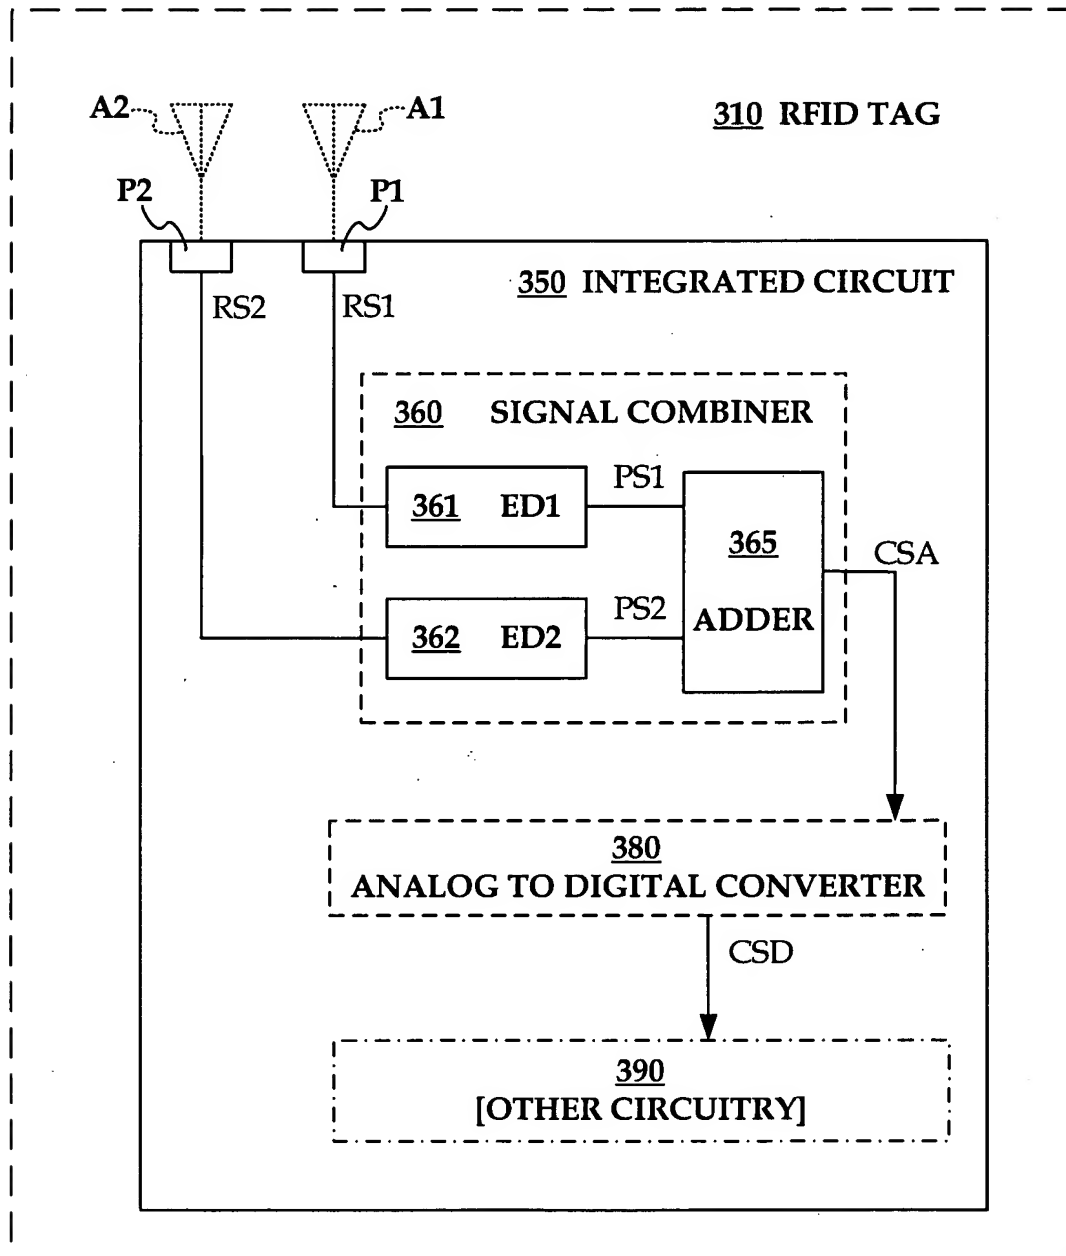 A2
A1
310 RFID TAG
P2
P1
350 INTEGRATED CIRCUIT
RS2
RS1
360 SIGNAL COMBINER
361 ED1
PS1
365
ADDER
CSA
362 ED2
PS2
380
ANALOG TO DIGITAL CONVERTER
CSD
390
[OTHER CIRCUITRY]